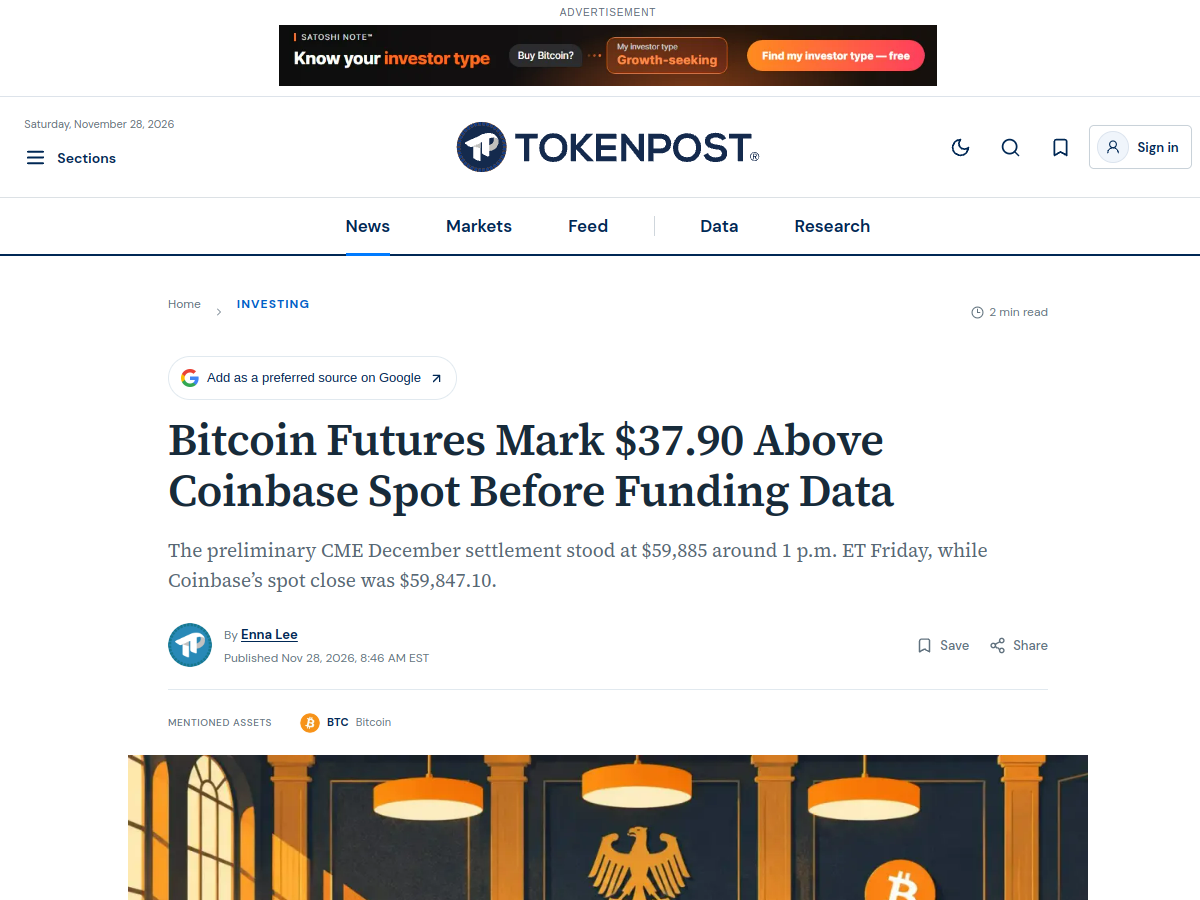 ADVERTISEMENT
SATOSHI NOTE™
Know your investor type
Buy Bitcoin?
My investor type
Growth-seeking
Find my investor type — free
Saturday, November 28, 2026
Sections
TOKENPOST®
Sign in
News
Markets
Feed
Data
Research
Home
INVESTING
2 min read
Add as a preferred source on Google
Bitcoin Futures Mark $37.90 Above
Coinbase Spot Before Funding Data
The preliminary CME December settlement stood at $59,885 around 1 p.m. ET Friday, while
Coinbase’s spot close was $59,847.10.
By Enna Lee
Published Nov 28, 2026, 8:46 AM EST
Save
Share
MENTIONED ASSETS
BTC Bitcoin